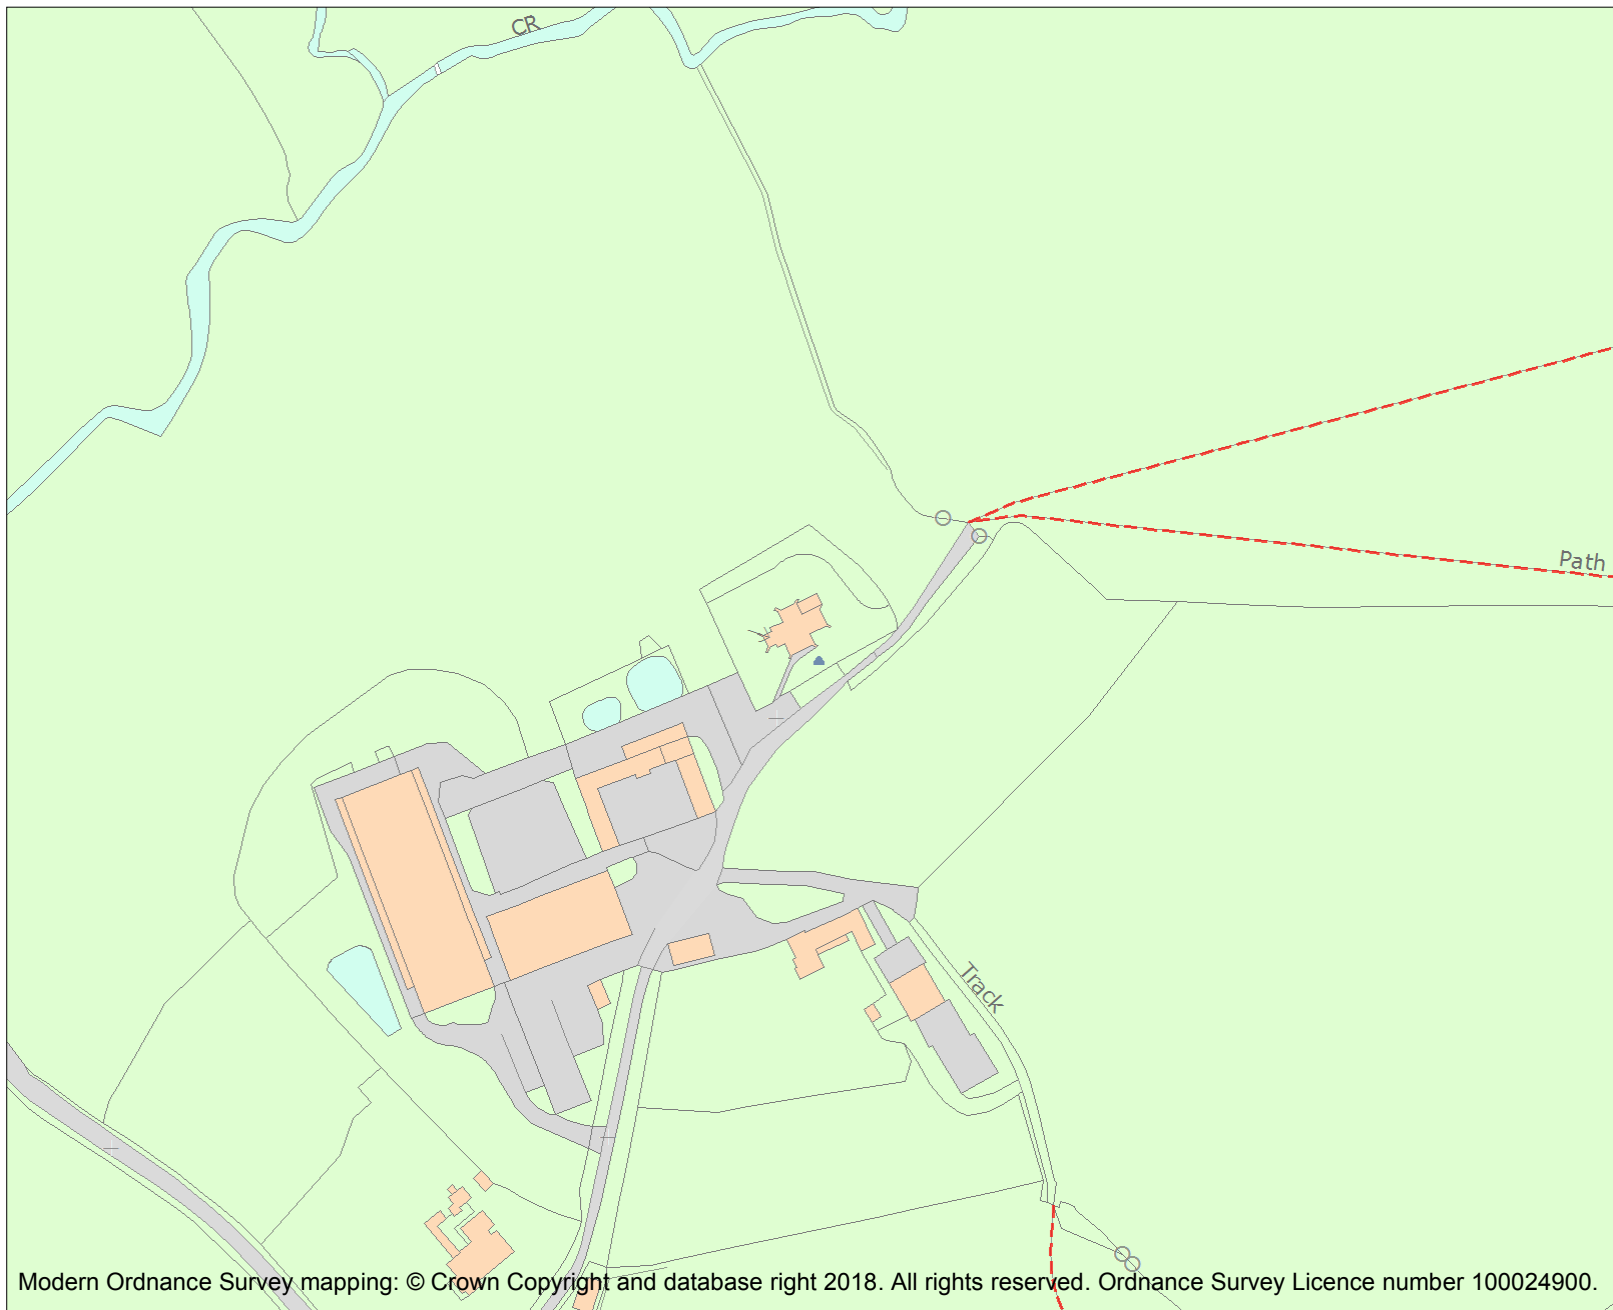 CR
Path
Track
Modern Ordnance Survey mapping: © Crown Copyright and database right 2018. All rights reserved. Ordnance Survey Licence number 100024900.